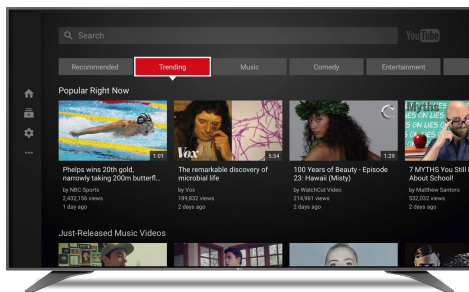 Search
YouTube
Recommended
Trending
Music
Comedy
Entertainment
Popular Right Now
1:01
Vox
5:34
1:29
Myths
Phelps wins 20th gold,
narrowly taking 200m butterfl...
by NBC Sports
2,432,156 views
1 day ago
The remarkable discovery of
microbial life
by Vox
189,832 views
2 days ago
100 Years of Beauty - Episode
23: Hawaii (Misty)
by WatchCut Video
214,961 views
2 days ago
7 MYTHS You Still
About School!
by Matthew Santoro
532,032 views
2 days ago
Just-Released Music Videos